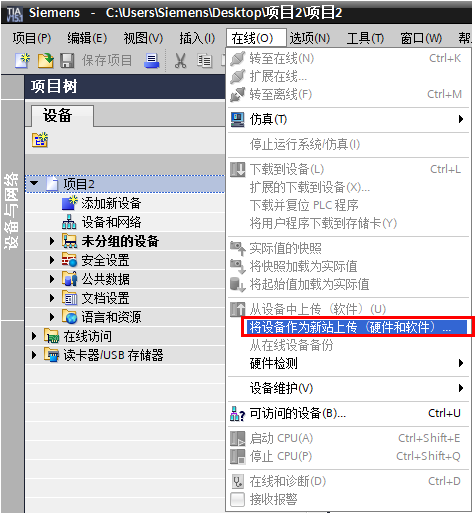 TIA V15.1
Siemens - C:\Users\Siemens\Desktop\项目2\项目2
项目(P) 编辑(E) 视图(V) 插入(I) 在线(O) 选项(N) 工具(T) 窗口(W) 帮
保存项目
项目树
设备
设备与网络
项目2
添加新设备
设备和网络
未分组的设备
安全设置
公共数据
文档设置
语言和资源
在线访问
读卡器/USB 存储器
转至在线(N) Ctrl+K
扩展在线...
转至离线(F) Ctrl+M
仿真(T)
停止运行系统/仿真(I)
下载到设备(L) Ctrl+L
扩展的下载到设备(X)...
下载并复位 PLC 程序
将用户程序下载到存储卡(Y)
实际值的快照
将快照加载为实际值
将起始值加载为实际值
从设备中上传（软件）(U)
将设备作为新站上传（硬件和软件）...
从在线设备备份
硬件检测
设备维护(V)
可访问的设备(B)... Ctrl+U
启动 CPU(A) Ctrl+Shift+E
停止 CPU(P) Ctrl+Shift+Q
在线和诊断(D) Ctrl+D
接收报警